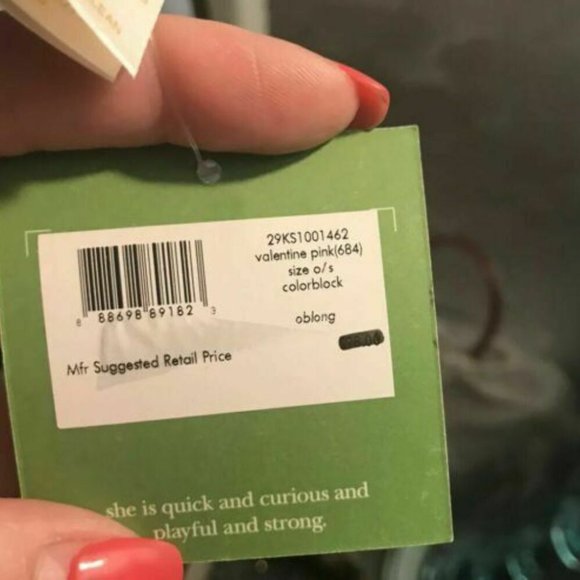 CLEAN
29KS1001462
valentine pink(684)
size o/s
colorblock
8 88698 89182 3
oblong
Mfr Suggested Retail Price
she is quick and curious and
playful and strong.